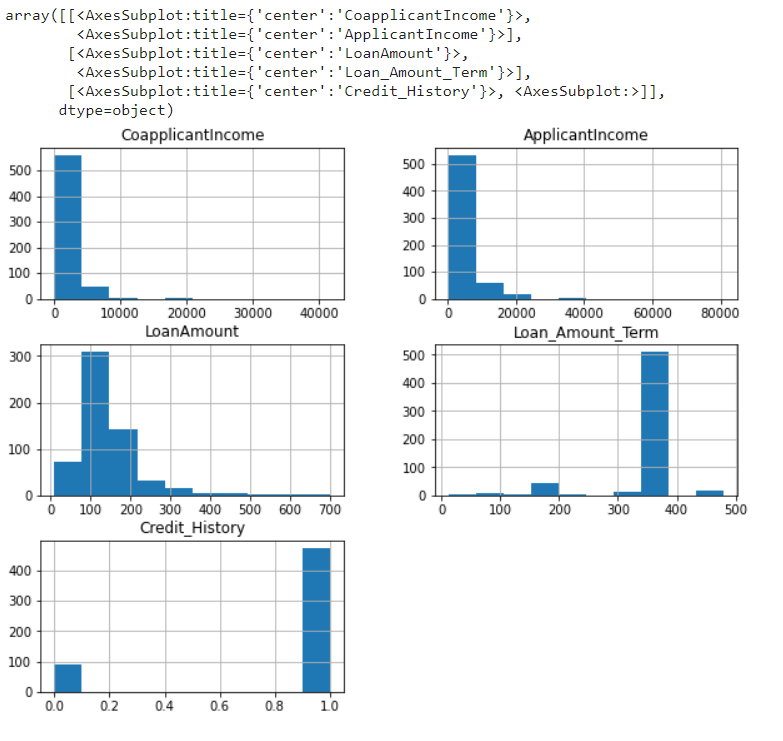 array([[<AxesSubplot:title={'center':'CoapplicantIncome'}>,
<AxesSubplot:title={'center':'ApplicantIncome'}>],
[<AxesSubplot:title={'center':'LoanAmount'}>,
<AxesSubplot:title={'center':'Loan_Amount_Term'}>],
[<AxesSubplot:title={'center':'Credit_History'}>, <AxesSubplot:>]],
dtype=object)
CoapplicantIncome
500
400
300
200
100
0
0 10000 20000 30000 40000
ApplicantIncome
500
400
300
200
100
0
0 20000 40000 60000 80000
LoanAmount
300
200
100
0
0 100 200 300 400 500 600 700
Loan_Amount_Term
500
400
300
200
100
0
0 100 200 300 400 500
Credit_History
400
300
200
100
0
0.0 0.2 0.4 0.6 0.8 1.0